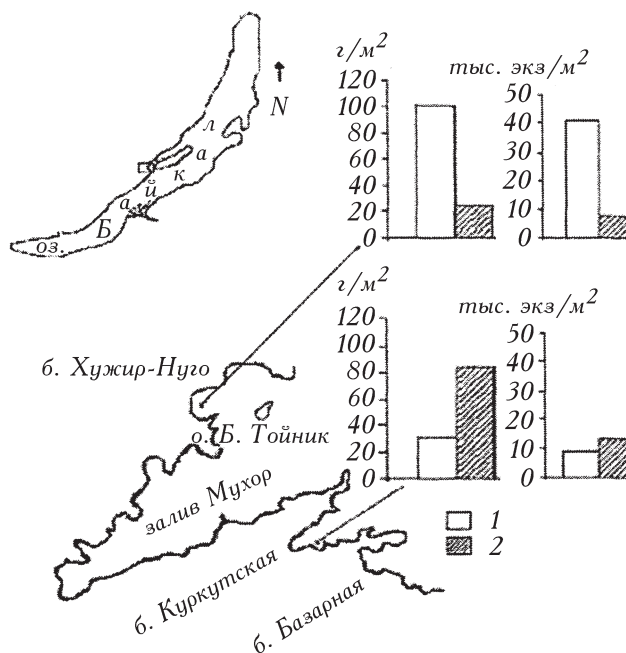 N
оз. Байкал
г/м²
120
100
80
60
40
20
0
тыс. экз/м²
50
40
30
20
10
0
г/м²
120
100
80
60
40
20
0
тыс. экз/м²
50
40
30
20
10
0
б. Хужир-Нуго
о. Б. Тойник
залив Мухор
б. Куркутская
б. Базарная
1
2